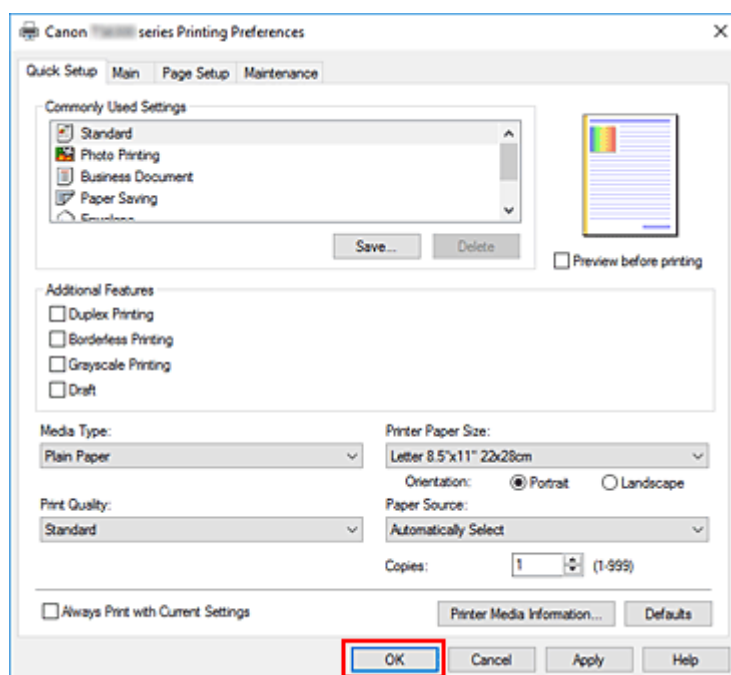 Canon series Printing Preferences
Quick Setup Main Page Setup Maintenance
Commonly Used Settings
Standard
Photo Printing
Business Document
Paper Saving
Envelope
Save... Delete
Preview before printing
Additional Features
Duplex Printing
Borderless Printing
Grayscale Printing
Draft
Media Type: Printer Paper Size:
Plain Paper Letter 8.5"x11" 22x28cm
Orientation: Portrait Landscape
Print Quality: Paper Source:
Standard Automatically Select
Copies: 1 (1-999)
Always Print with Current Settings Printer Media Information... Defaults
OK Cancel Apply Help